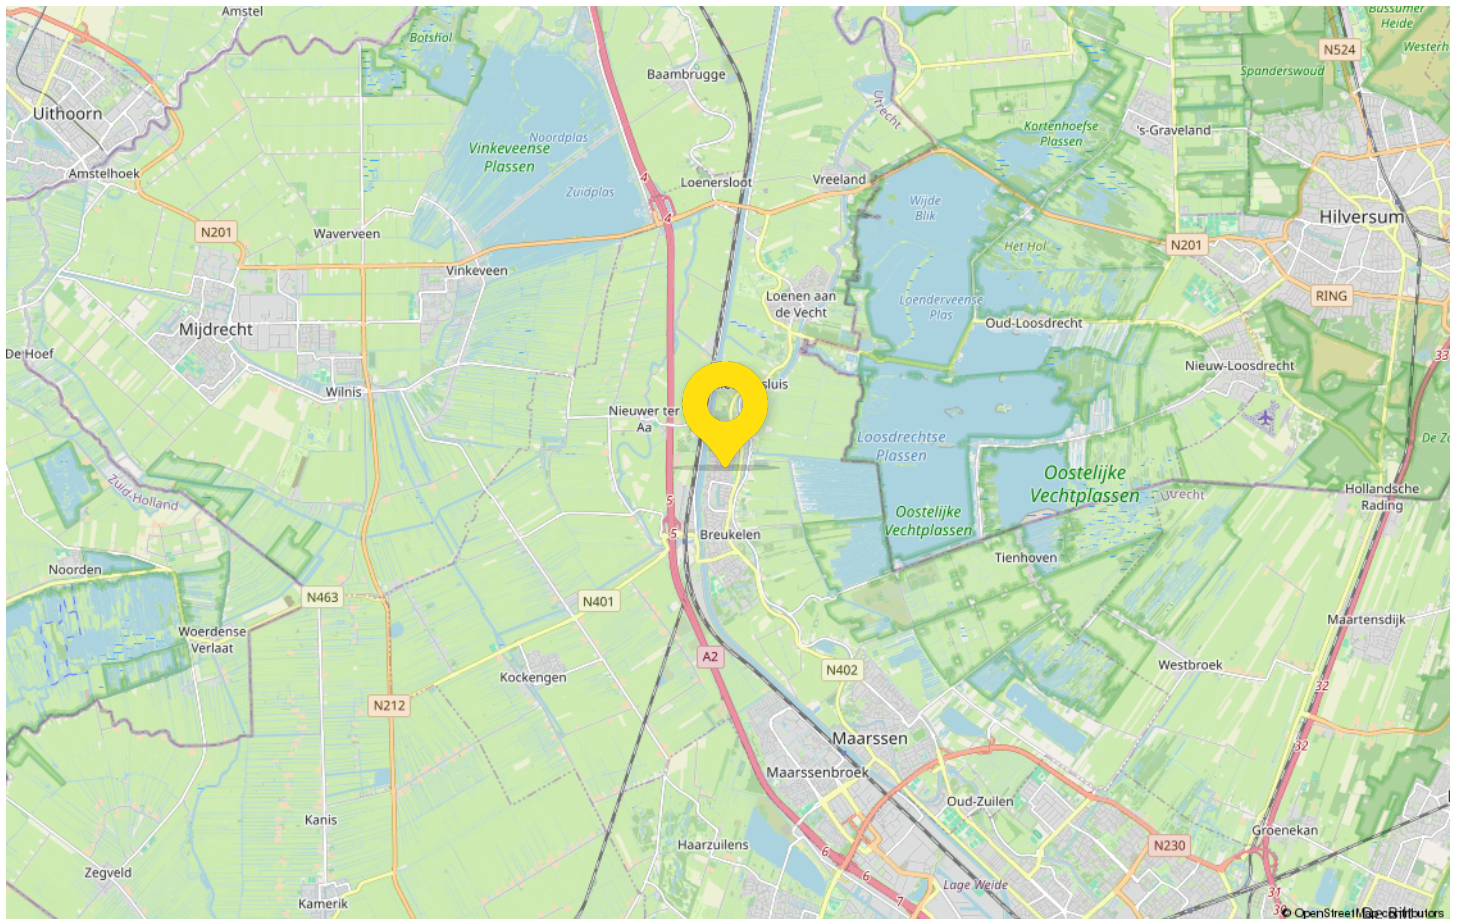 Amstel
Botshol
Bussumer
Heide
N524
Westerh
Baambrugge
Spanderswoud
Uithoorn
Utrecht
Noordplas
Vinkeveense
Plassen
Kortenhoefse
Plassen
's-Graveland
Amstelhoek
4
Zuidplas
Loenersloot
Vreeland
Wijde
Blik
Hilversum
4
N201
Waverveen
Het Hol
N201
Vinkeveen
Loenen aan
de Vecht
Loenderveense
Plas
RING
Mijdrecht
Oud-Loosdrecht
De Hoef
33
Nieuw-Loosdrecht
Wilnis
sluis
Nieuwer ter
Aa
Loosdrechtse
Plassen
De Zo
Oostelijke
Vechtplassen
Zuid-Holland
Utrecht
Hollandsche
Rading
5
Oostelijke
Vechtplassen
5
Breukelen
Tienhoven
Noorden
N463
N401
Maartensdijk
Woerdense
Verlaat
A2
N402
Westbroek
Kockengen
32
N212
Maarssen
32
Maarssenbroek
Oud-Zuilen
Kanis
Groenekan
Haarzuilens
N230
6
Zegveld
6
Lage Weide
31
7
Kamerik
30
© OpenStreetMap contributors